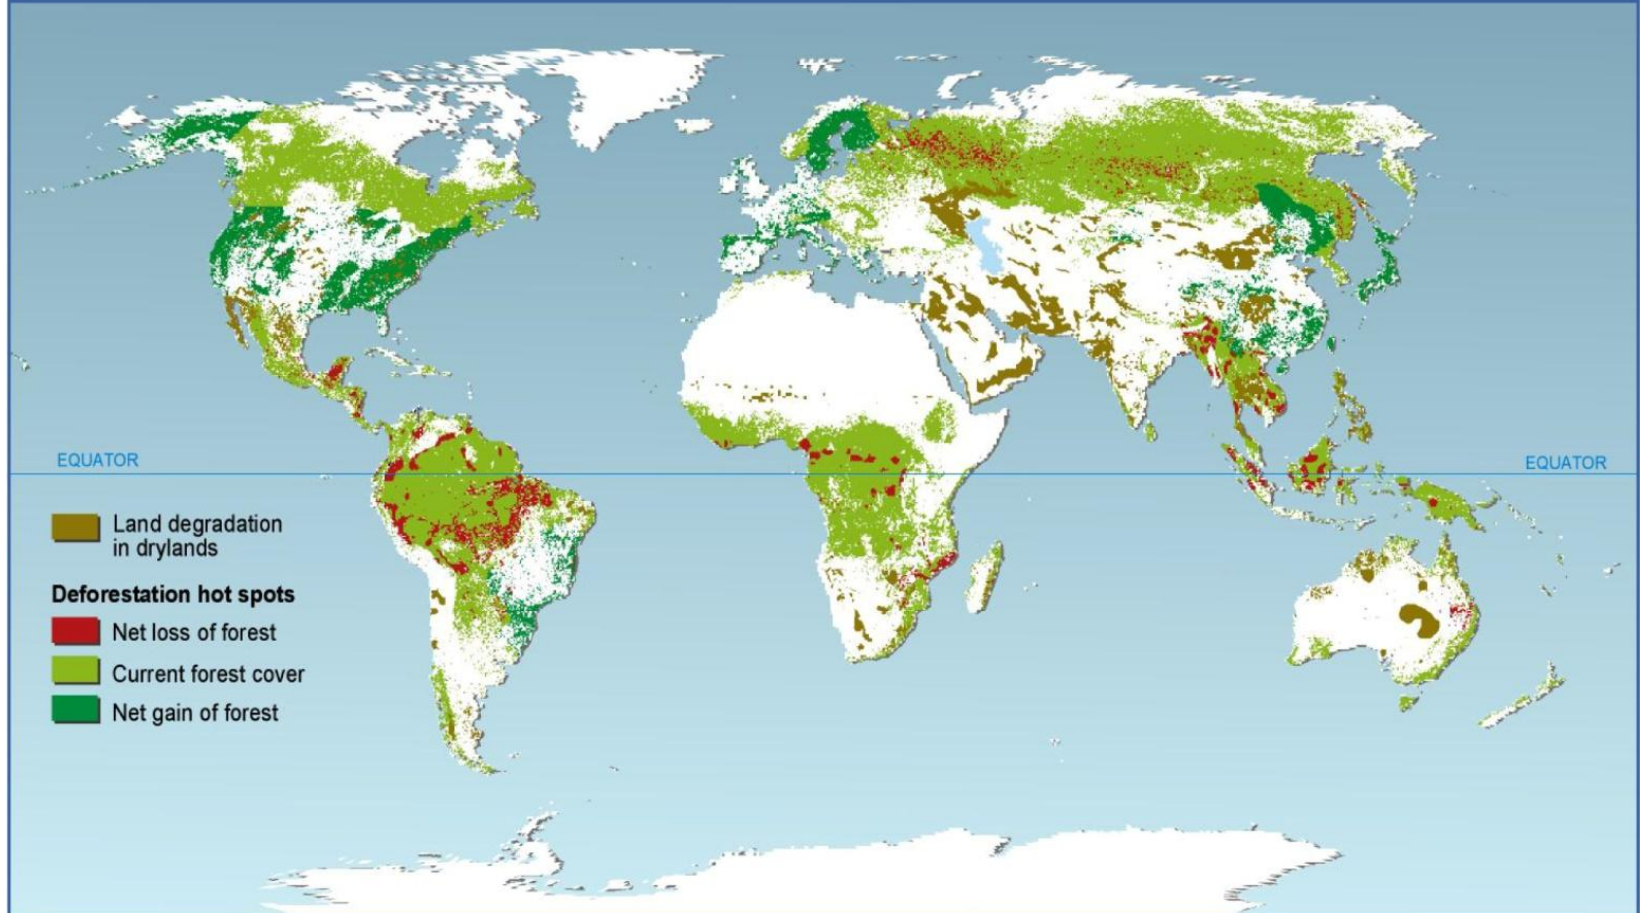 EQUATOR
EQUATOR
Land degradation
in drylands
Deforestation hot spots
Net loss of forest
Current forest cover
Net gain of forest